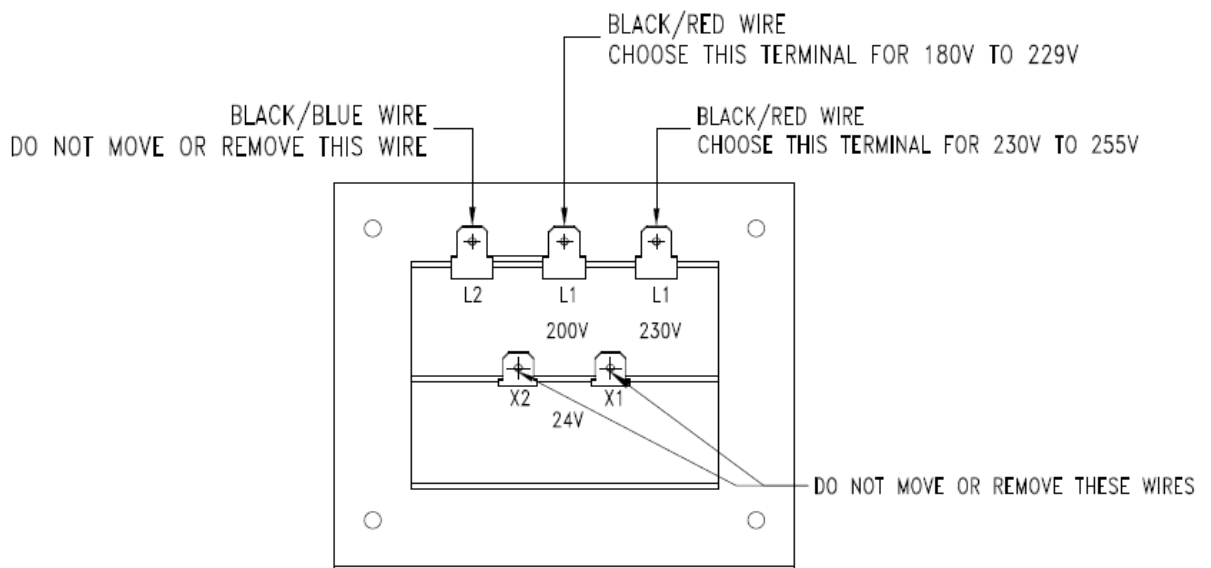 BLACK/RED WIRE
CHOOSE THIS TERMINAL FOR 180V TO 229V
BLACK/BLUE WIRE
DO NOT MOVE OR REMOVE THIS WIRE
BLACK/RED WIRE
CHOOSE THIS TERMINAL FOR 230V TO 255V
L2 L1 L1
200V 230V
X2 X1
24V
DO NOT MOVE OR REMOVE THESE WIRES